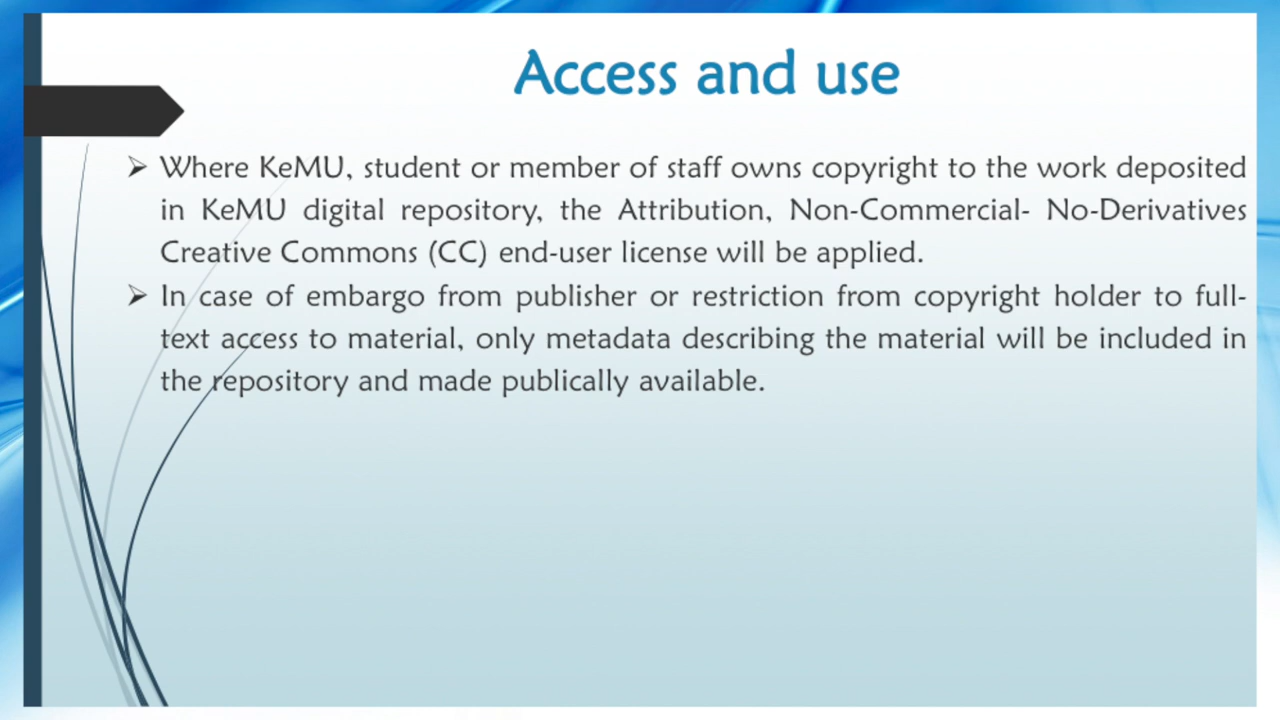 Access and use
➢ Where KeMU, student or member of staff owns copyright to the work deposited
in KeMU digital repository, the Attribution, Non-Commercial- No-Derivatives
Creative Commons (CC) end-user license will be applied.
➢ In case of embargo from publisher or restriction from copyright holder to full-
text access to material, only metadata describing the material will be included in
the repository and made publically available.